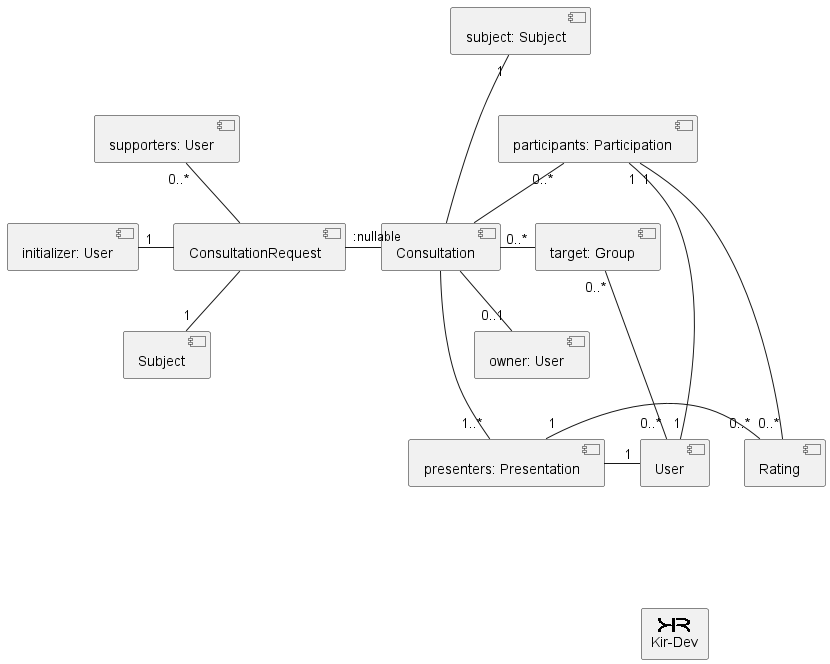 subject: Subject
1
supporters: User
participants: Participation
0..*
0..*
1
1
initializer: User
1
ConsultationRequest
:nullable
Consultation
0..*
target: Group
0..*
1
0..1
Subject
owner: User
1..*
1
0..*
1
0..*
0..*
presenters: Presentation
1
User
Rating
KR
Kir-Dev